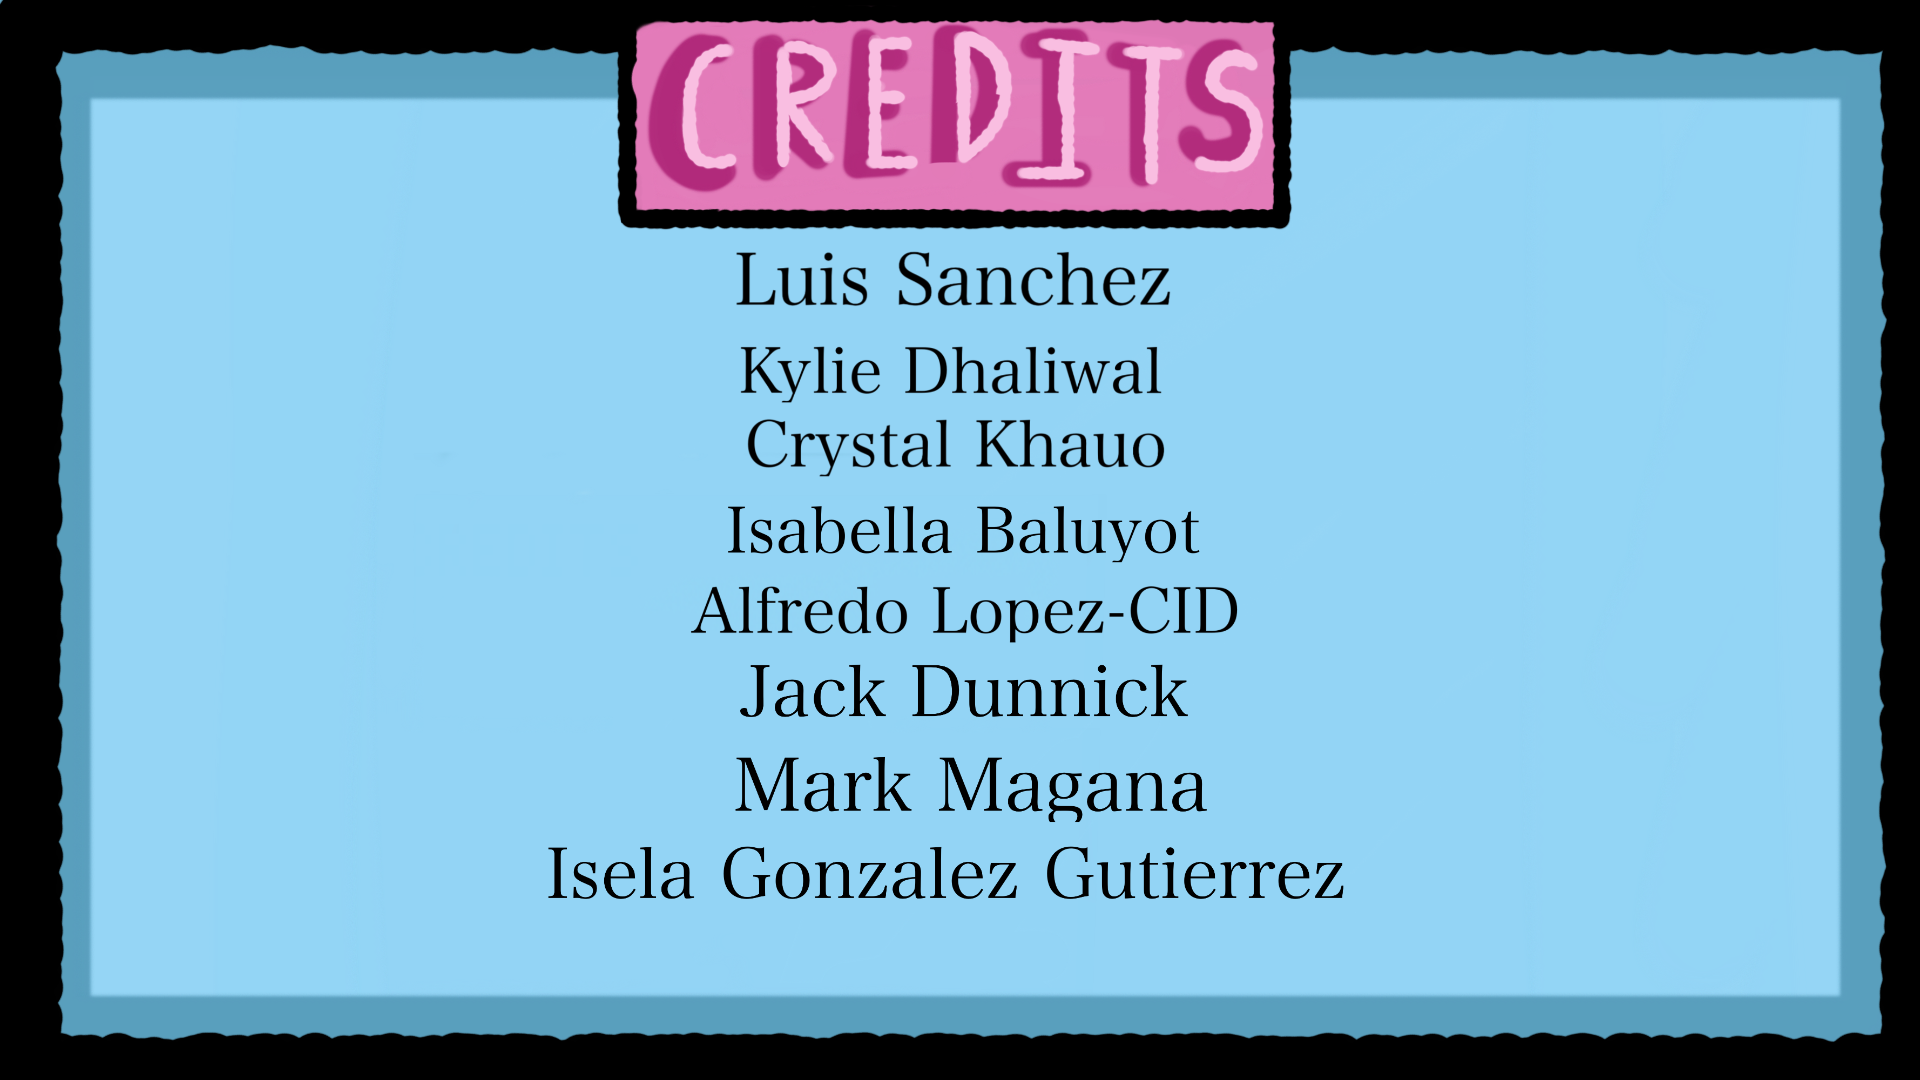 CREDITS
Luis Sanchez
Kylie Dhaliwal
Crystal Khauo
Isabella Baluyot
Alfredo Lopez-CID
Jack Dunnick
Mark Magana
Isela Gonzalez Gutierrez